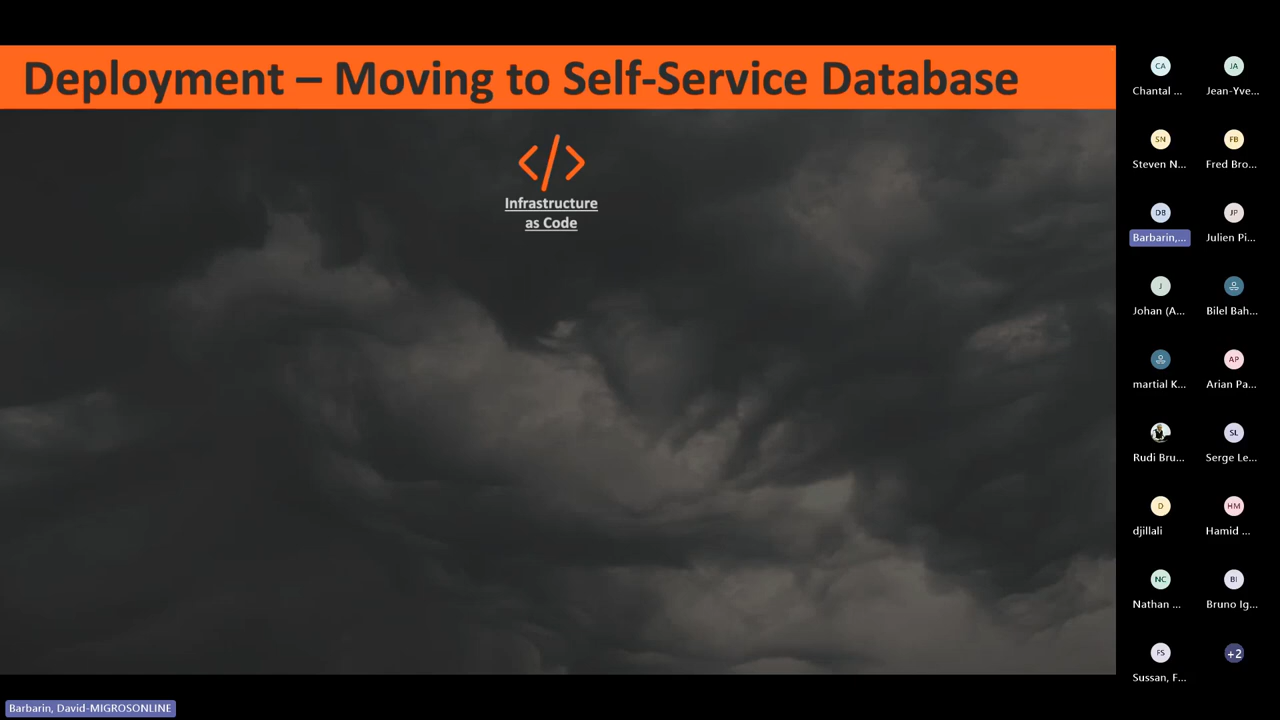 Deployment – Moving to Self-Service Database
</>
Infrastructure
as Code
CA
JA
Chantal ...
Jean-Yve...
SN
FB
Steven N...
Fred Bro...
DB
JP
Barbarin,...
Julien Pi...
J
Johan (A...
Bilel Bah...
AP
martial K...
Arian Pa...
SL
Rudi Bru...
Serge Le...
D
HM
djillali
Hamid ...
NC
BI
Nathan ...
Bruno Ig...
FS
+2
Sussan, F...
Barbarin, David-MIGROSONLINE